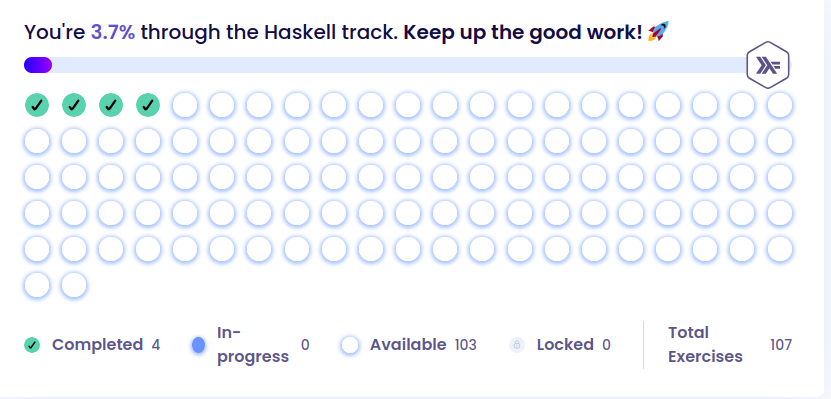 You're 3.7% through the Haskell track. Keep up the good work! 🚀
Completed 4
In-progress 0
Available 103
Locked 0
Total Exercises 107